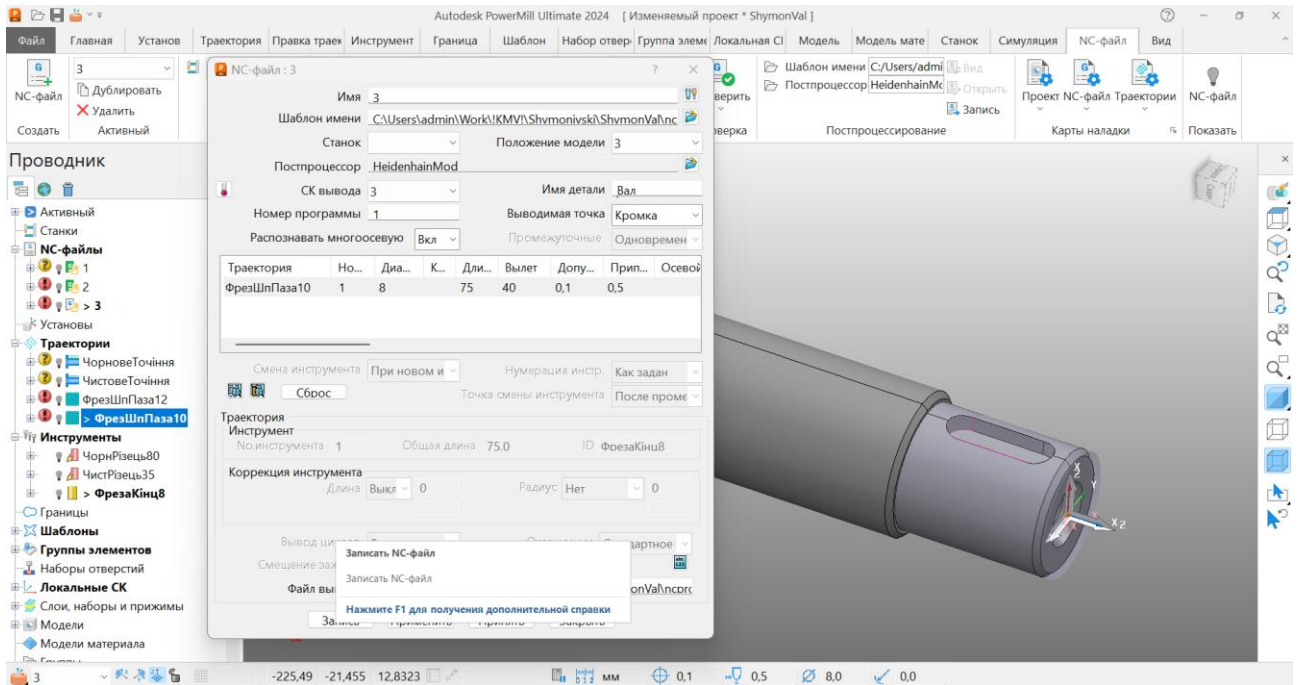 Autodesk PowerMill Ultimate 2024 [ Изменяемый проект * ShymonVal ]
Файл Главная Установ Траектория Правка траек Инструмент Граница Шаблон Набор отвер Группа элеме Локальная СІ Модель Модель мате Станок Симуляция NC-файл Вид
NC-файл
3
Дублировать
Удалить
Создать Активный
верить
Шаблон имени C:/Users/admi
Постпроцессор HeidenhainMc
Вид
Открыть
Запись
Проект NC-файл Траектории NC-файл
Постпроцессирование Карты наладки Показать
Проводник
Активный
Станки
NC-файлы
1
2
> 3
Установы
Траектории
ЧорновеТочіння
ЧистовеТочіння
ФрезШпПаза12
> ФрезШпПаза10
Инструменты
ЧорнРізець80
ЧистРізець35
> ФрезаКінц8
Границы
Шаблоны
Группы элементов
Наборы отверстий
Локальные СК
Слои, наборы и прижимы
Модели
Модели материала
NC-файл : 3
Имя 3
Шаблон имени C:\Users\admin\Work\!KMV!\Shymonivski\ShymonVal\nc
Станок Положение модели 3
Постпроцессор HeidenhainMod
СК вывода 3 Имя детали Вал
Номер программы 1 Выводимая точка Кромка
Распознавать многоосевую Вкл Промежуточные Одновремен
Траектория Но... Диа... К... Дли... Вылет Допу... Прип... Осевой
ФрезШпПаза10 1 8 75 40 0,1 0,5
Смена инструмента При новом и Нумерация инстр. Как задан
Сброс Точка смены инструмента После проме
Траектория
Инструмент
No.инструмента 1 Общая длина 75.0 ID ФрезаКінц8
Коррекция инструмента
Длина Выкл 0 Радиус Нет 0
Вывод
Смещение
Файл
Записать NC-файл
Записать NC-файл
Нажмите F1 для получения дополнительной справки
X Y Z
3 -225,49 -21,455 12,8323 мм 0,1 0,5 8,0 0,0